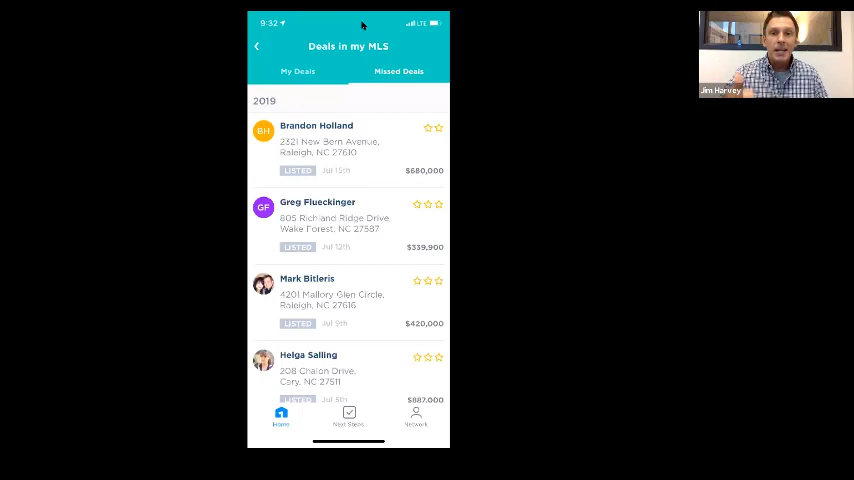 9:32
LTE
Deals in my MLS
My Deals
Missed Deals
2019
BH
Brandon Holland
2321 New Bern Avenue,
Raleigh, NC 27610
LISTED Jul 15th
$680,000
GF
Greg Flueckinger
805 Richland Ridge Drive,
Wake Forest, NC 27587
LISTED Jul 12th
$339,900
Mark Bitleris
4201 Mallory Glen Circle,
Raleigh, NC 27616
LISTED Jul 9th
$420,000
Helga Salling
208 Chalon Drive,
Cary, NC 27511
LISTED Jul 5th
$887,000
Home
Next Steps
Network
Jim Harvey